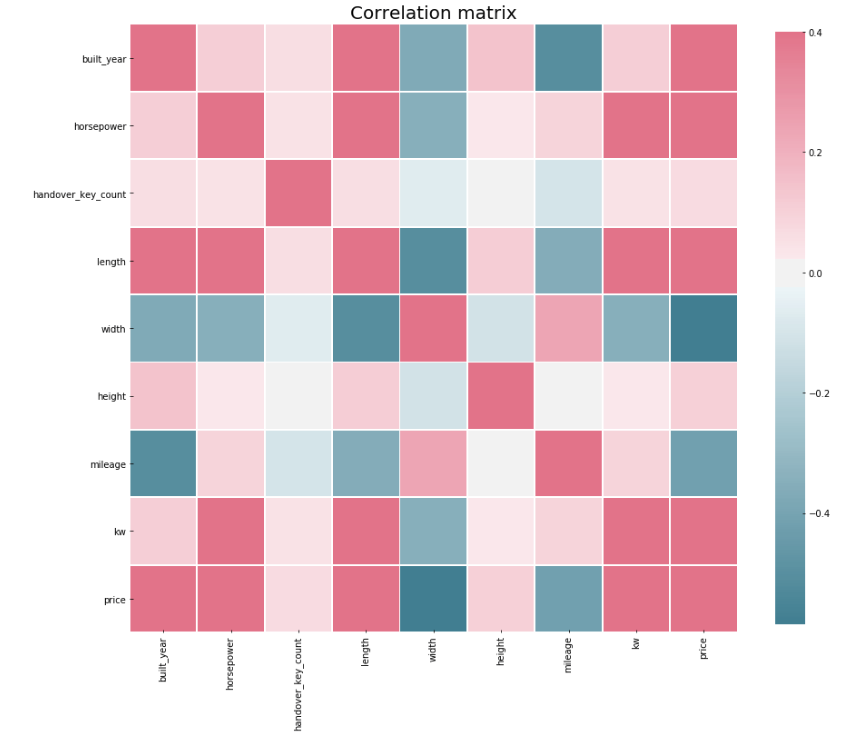 Correlation matrix
built_year
horsepower
handover_key_count
length
width
height
mileage
kw
price
built_year
horsepower
handover_key_count
length
width
height
mileage
kw
price
0.4
0.2
0.0
−0.2
−0.4